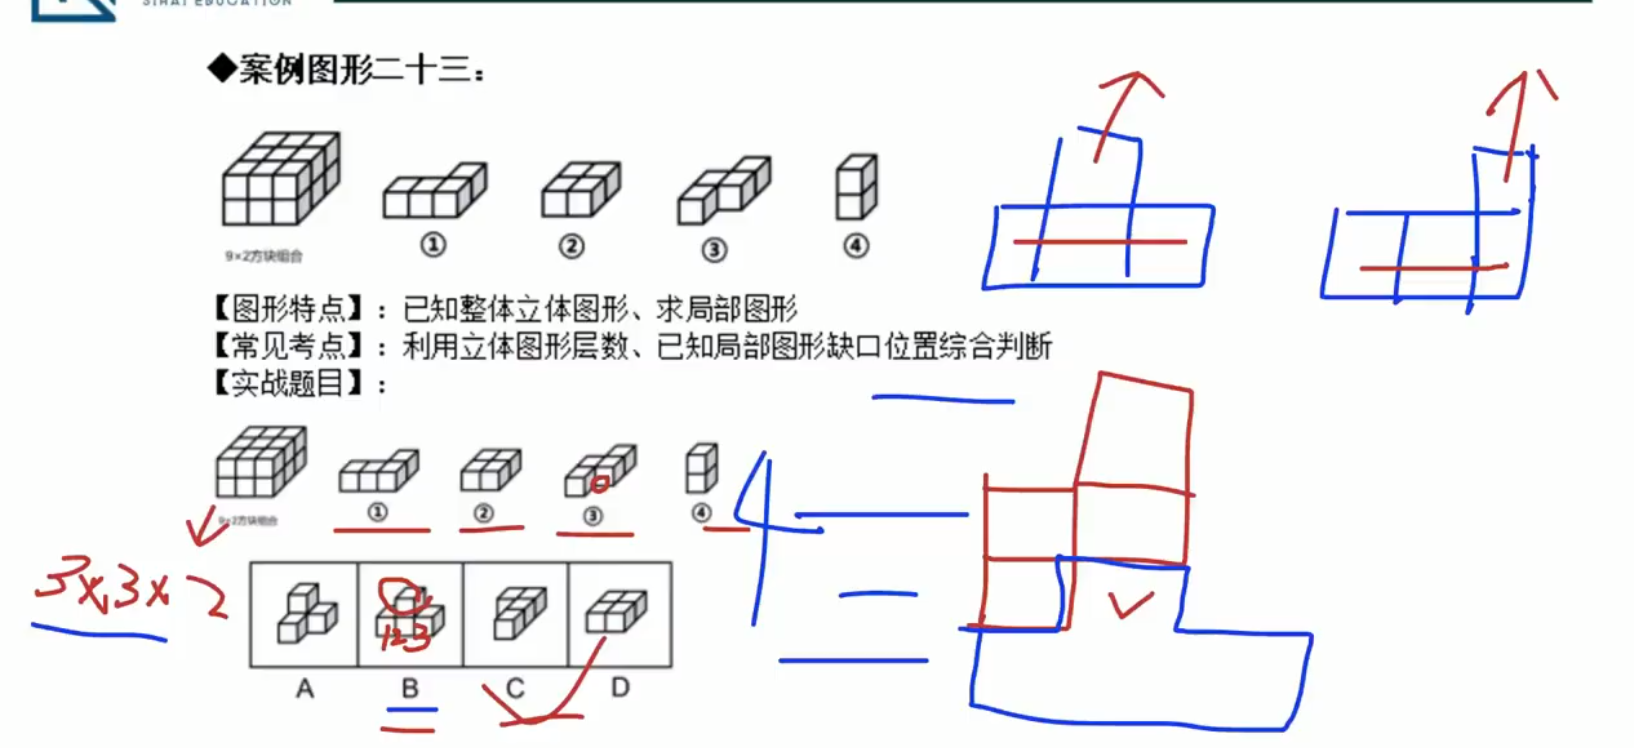 SIHAI EDUCATION
◆案例图形二十三：
9×2方块组合
① ② ③ ④
【图形特点】：已知整体立体图形、求局部图形
【常见考点】：利用立体图形层数、已知局部图形缺口位置综合判断
【实战题目】：
9×2方块组合
① ② ③ ④
4
3×3×2
123
A B C D